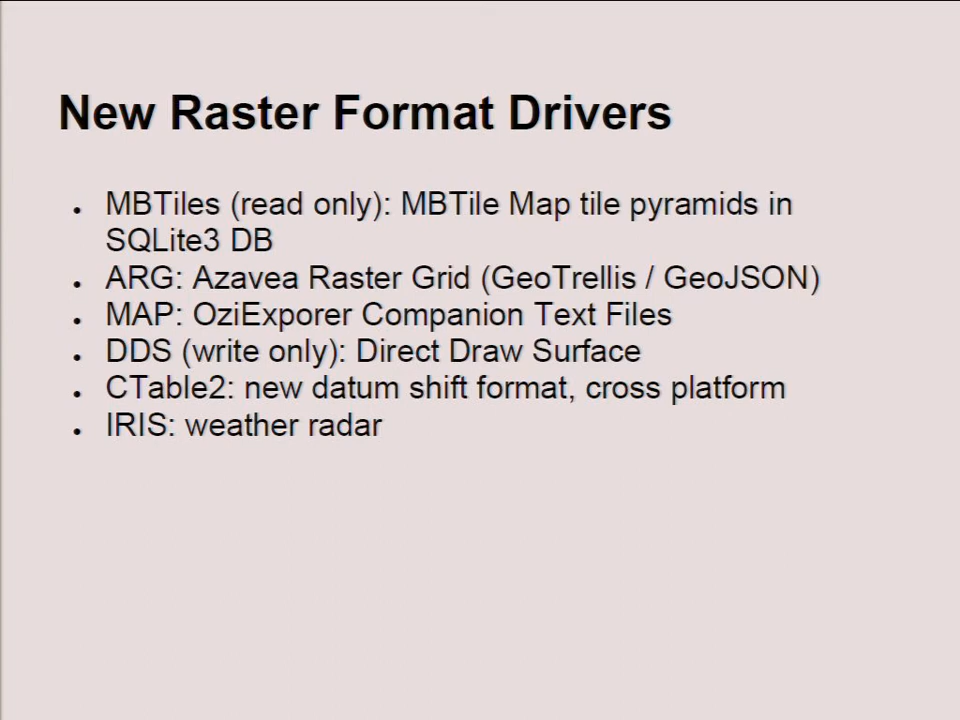 New Raster Format Drivers
• MBTiles (read only): MBTile Map tile pyramids in
SQLite3 DB
• ARG: Azavea Raster Grid (GeoTrellis / GeoJSON)
• MAP: OziExporer Companion Text Files
• DDS (write only): Direct Draw Surface
• CTable2: new datum shift format, cross platform
• IRIS: weather radar